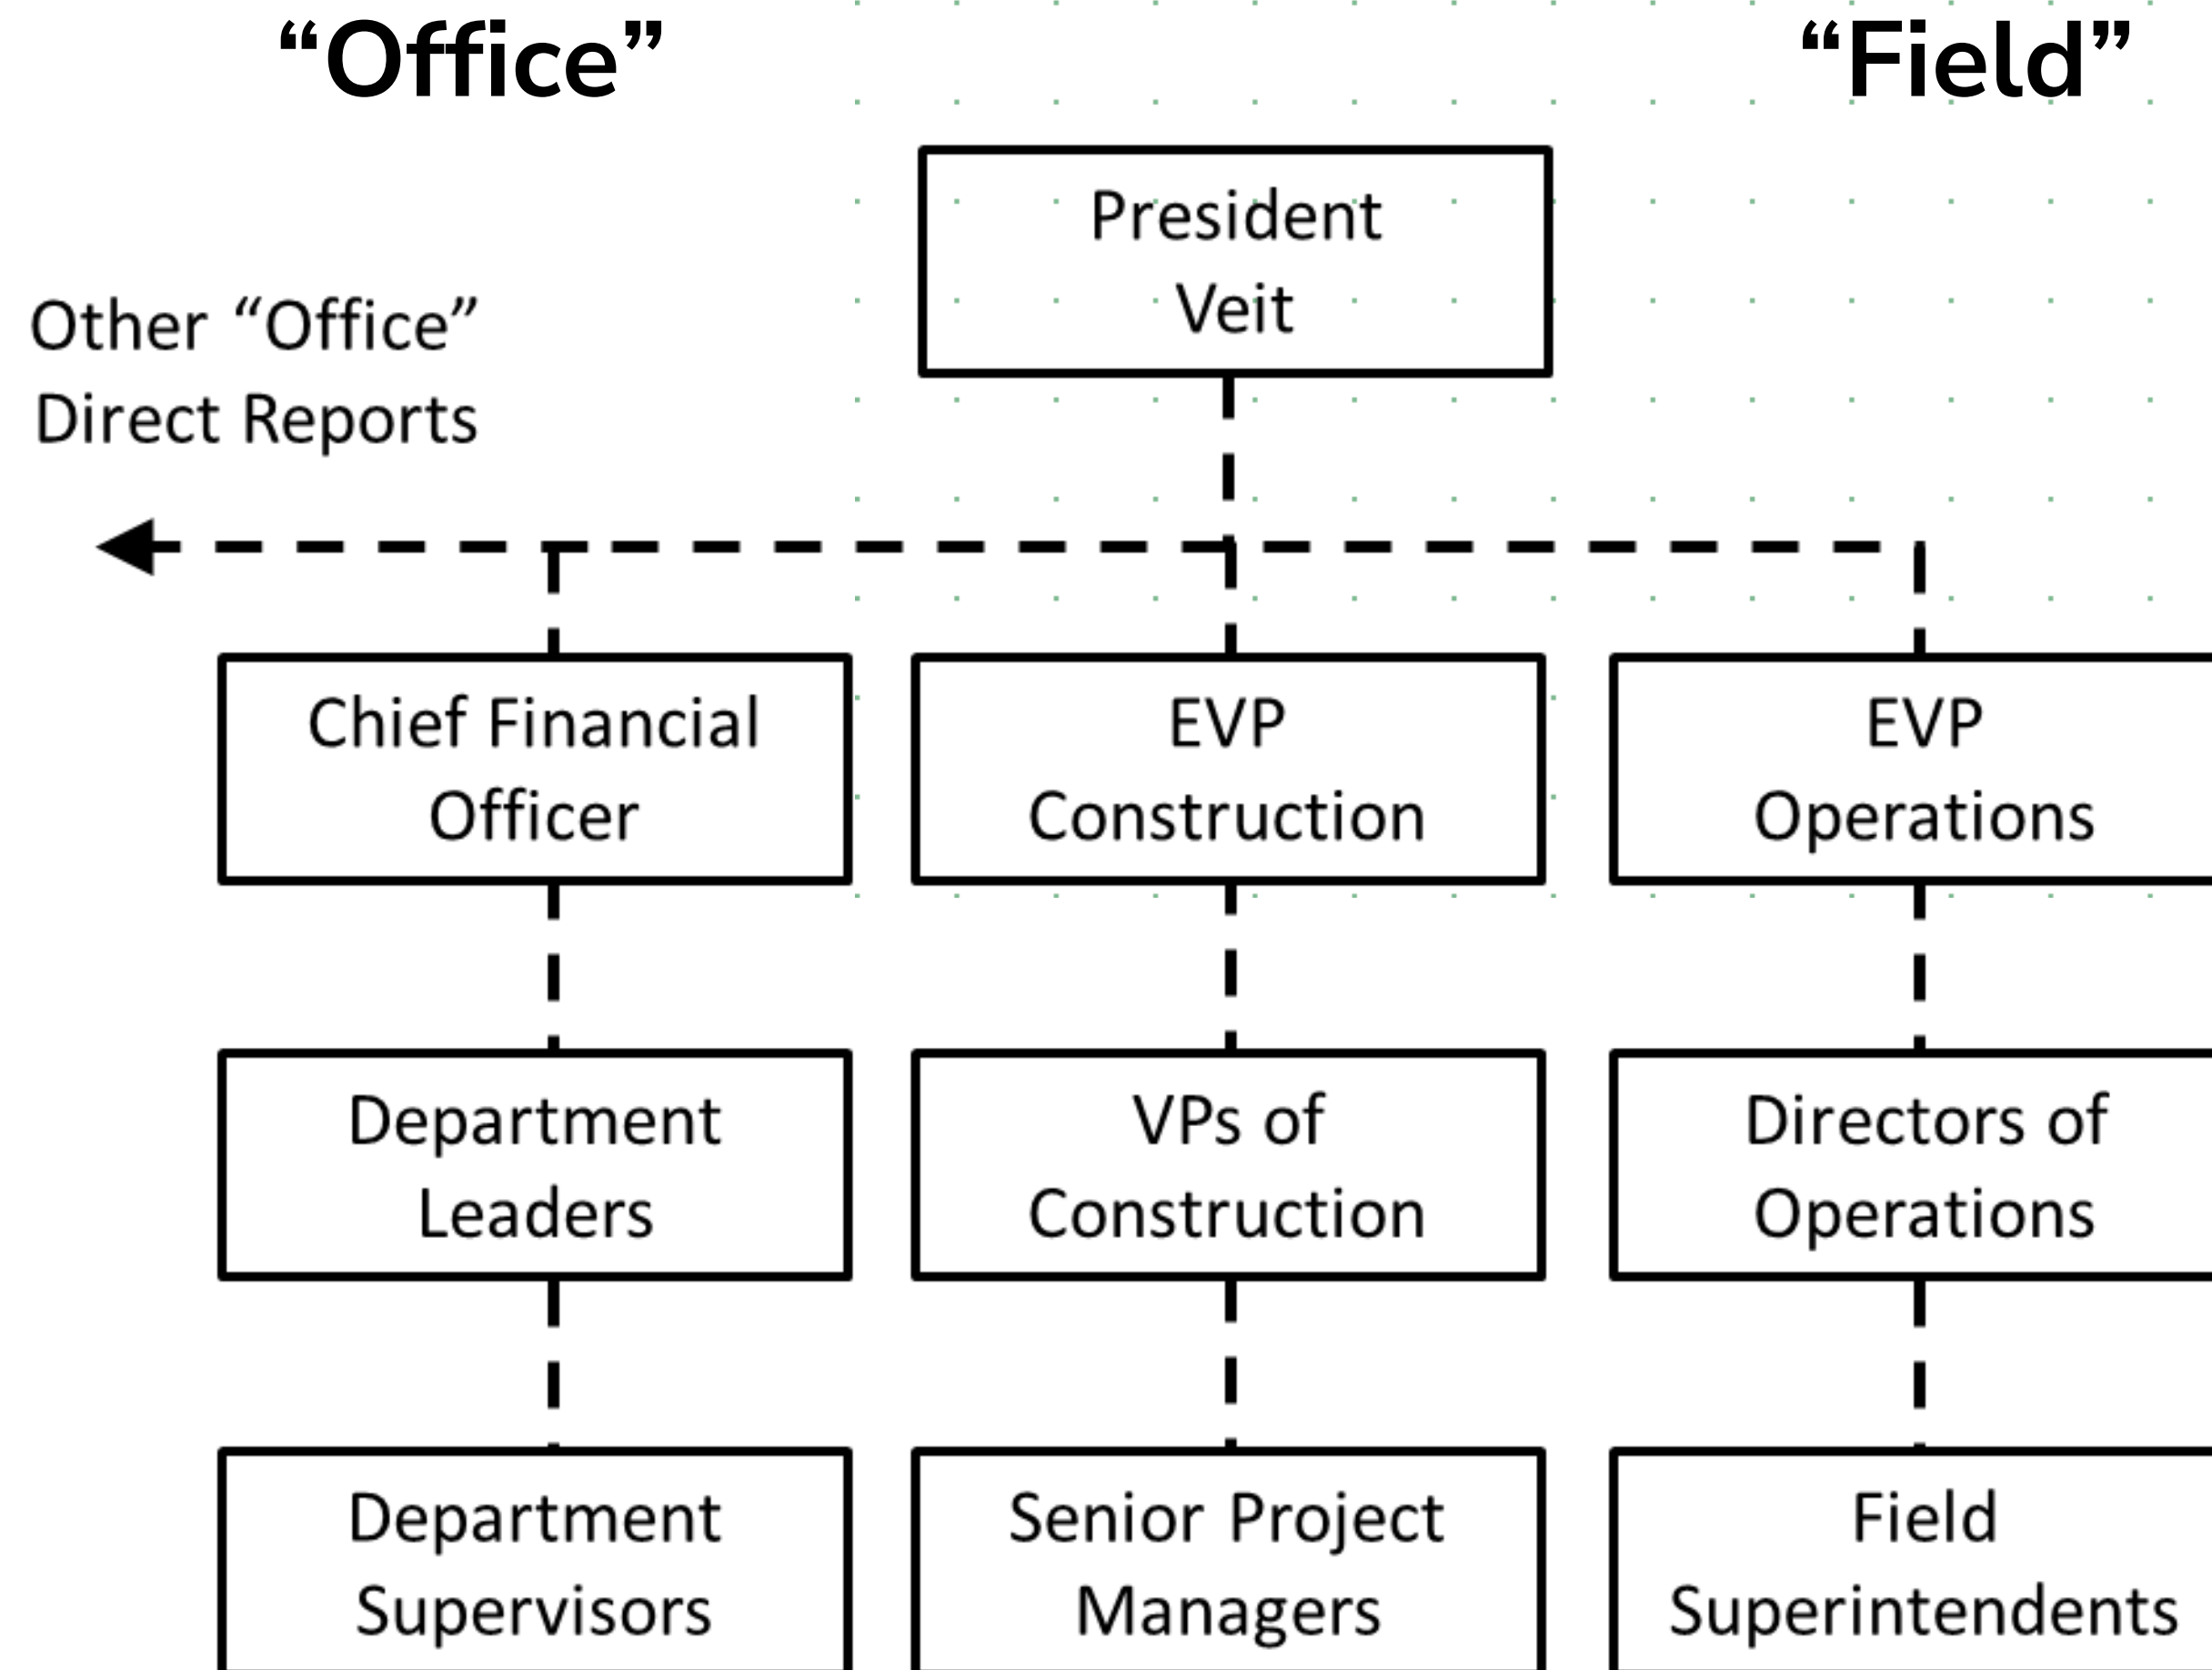 “Office”
“Field”
President
Veit
Other “Office”
Direct Reports
Chief Financial
Officer
EVP
Construction
EVP
Operations
Department
Leaders
VPs of
Construction
Directors of
Operations
Department
Supervisors
Senior Project
Managers
Field
Superintendents